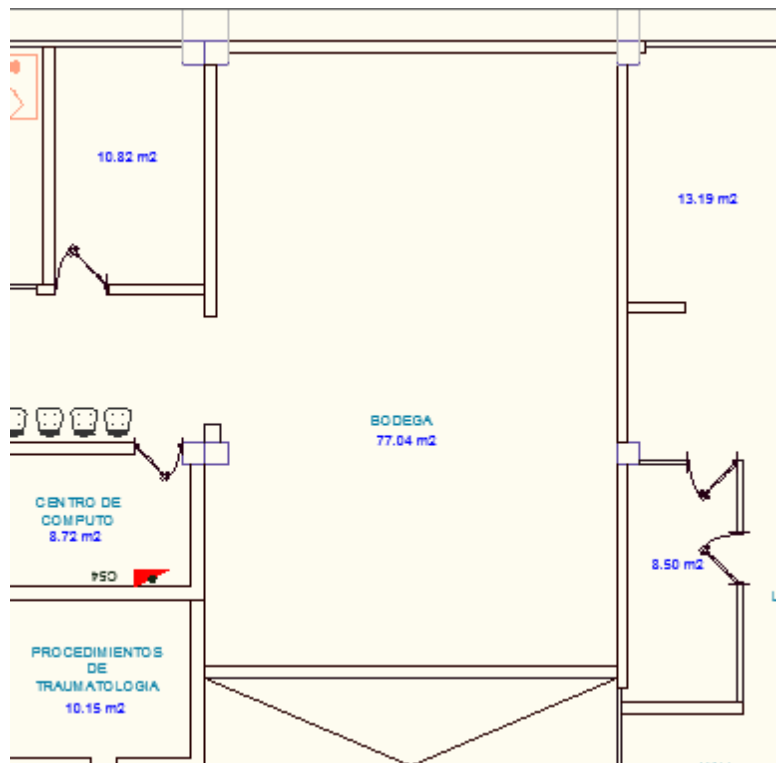 10.82 m2
13.19 m2
BODEGA
77.04 m2
CENTRO DE
COMPUTO
8.72 m2
8.50 m2
PROCEDIMIENTOS
DE
TRAUMATOLOGIA
10.15 m2